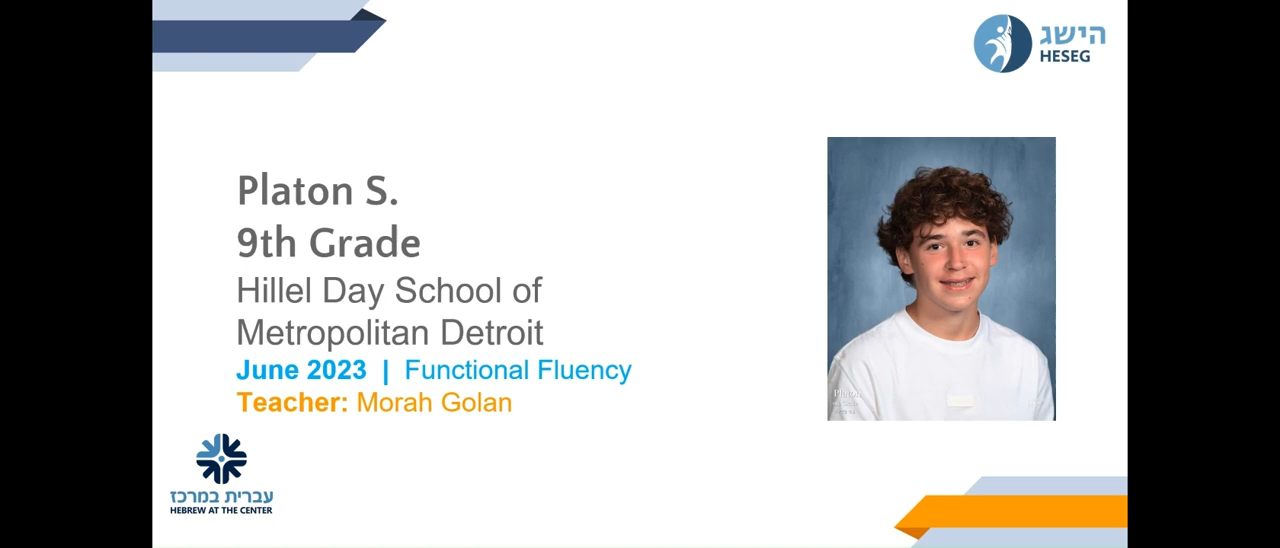 הישג
HESEG
Platon S.
9th Grade
Hillel Day School of
Metropolitan Detroit
June 2023 | Functional Fluency
Teacher: Morah Golan
Platon
עברית במרכז
HEBREW AT THE CENTER